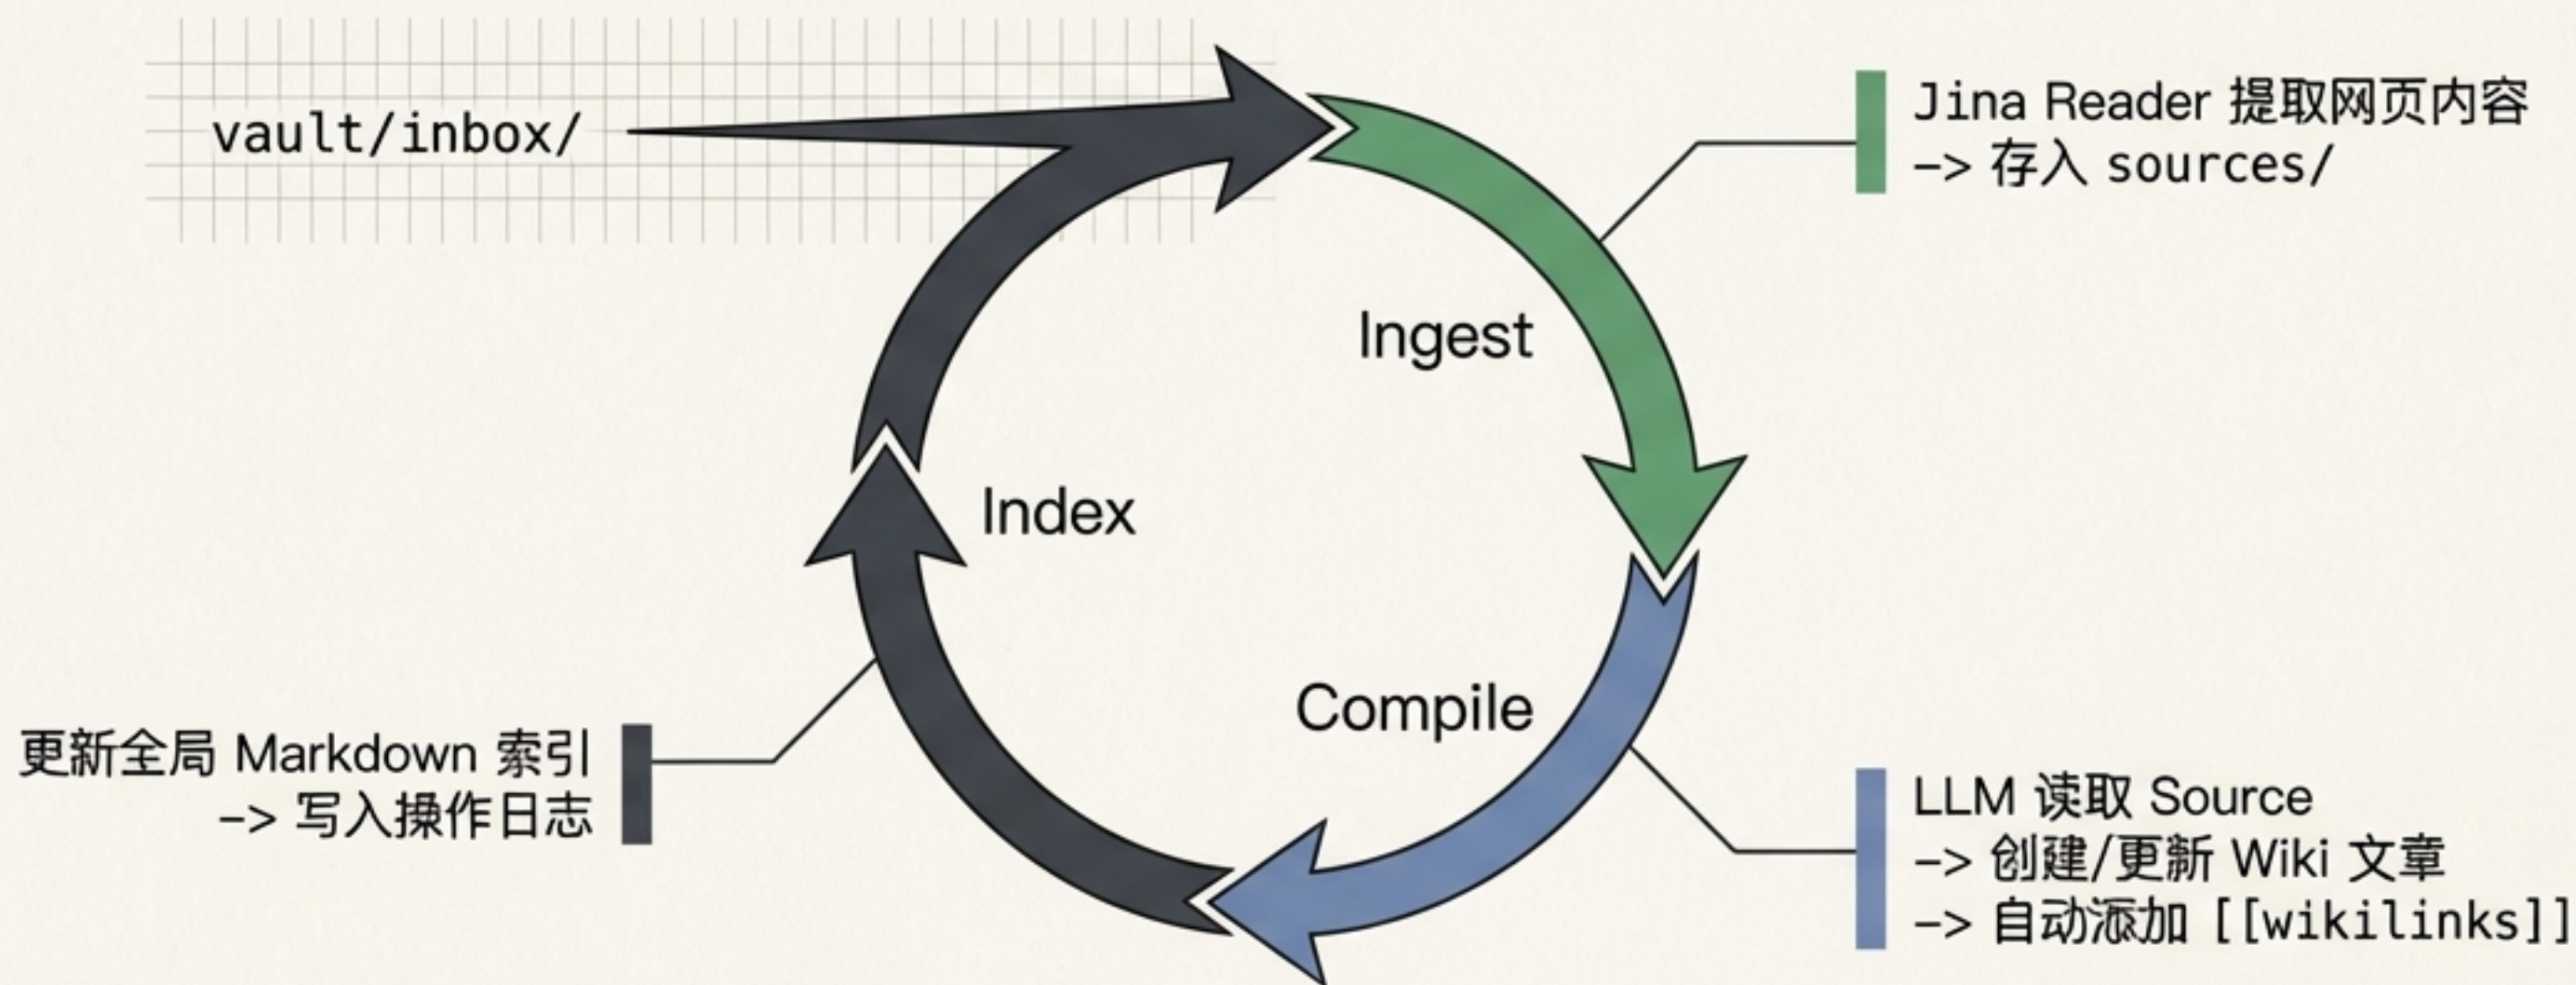 vault/inbox/
Jina Reader 提取网页内容
–> 存入 sources/
Ingest
Index
Compile
更新全局 Markdown 索引
–> 写入操作日志
LLM 读取 Source
–> 创建/更新 Wiki 文章
–> 自动添加 [[wikilinks]]